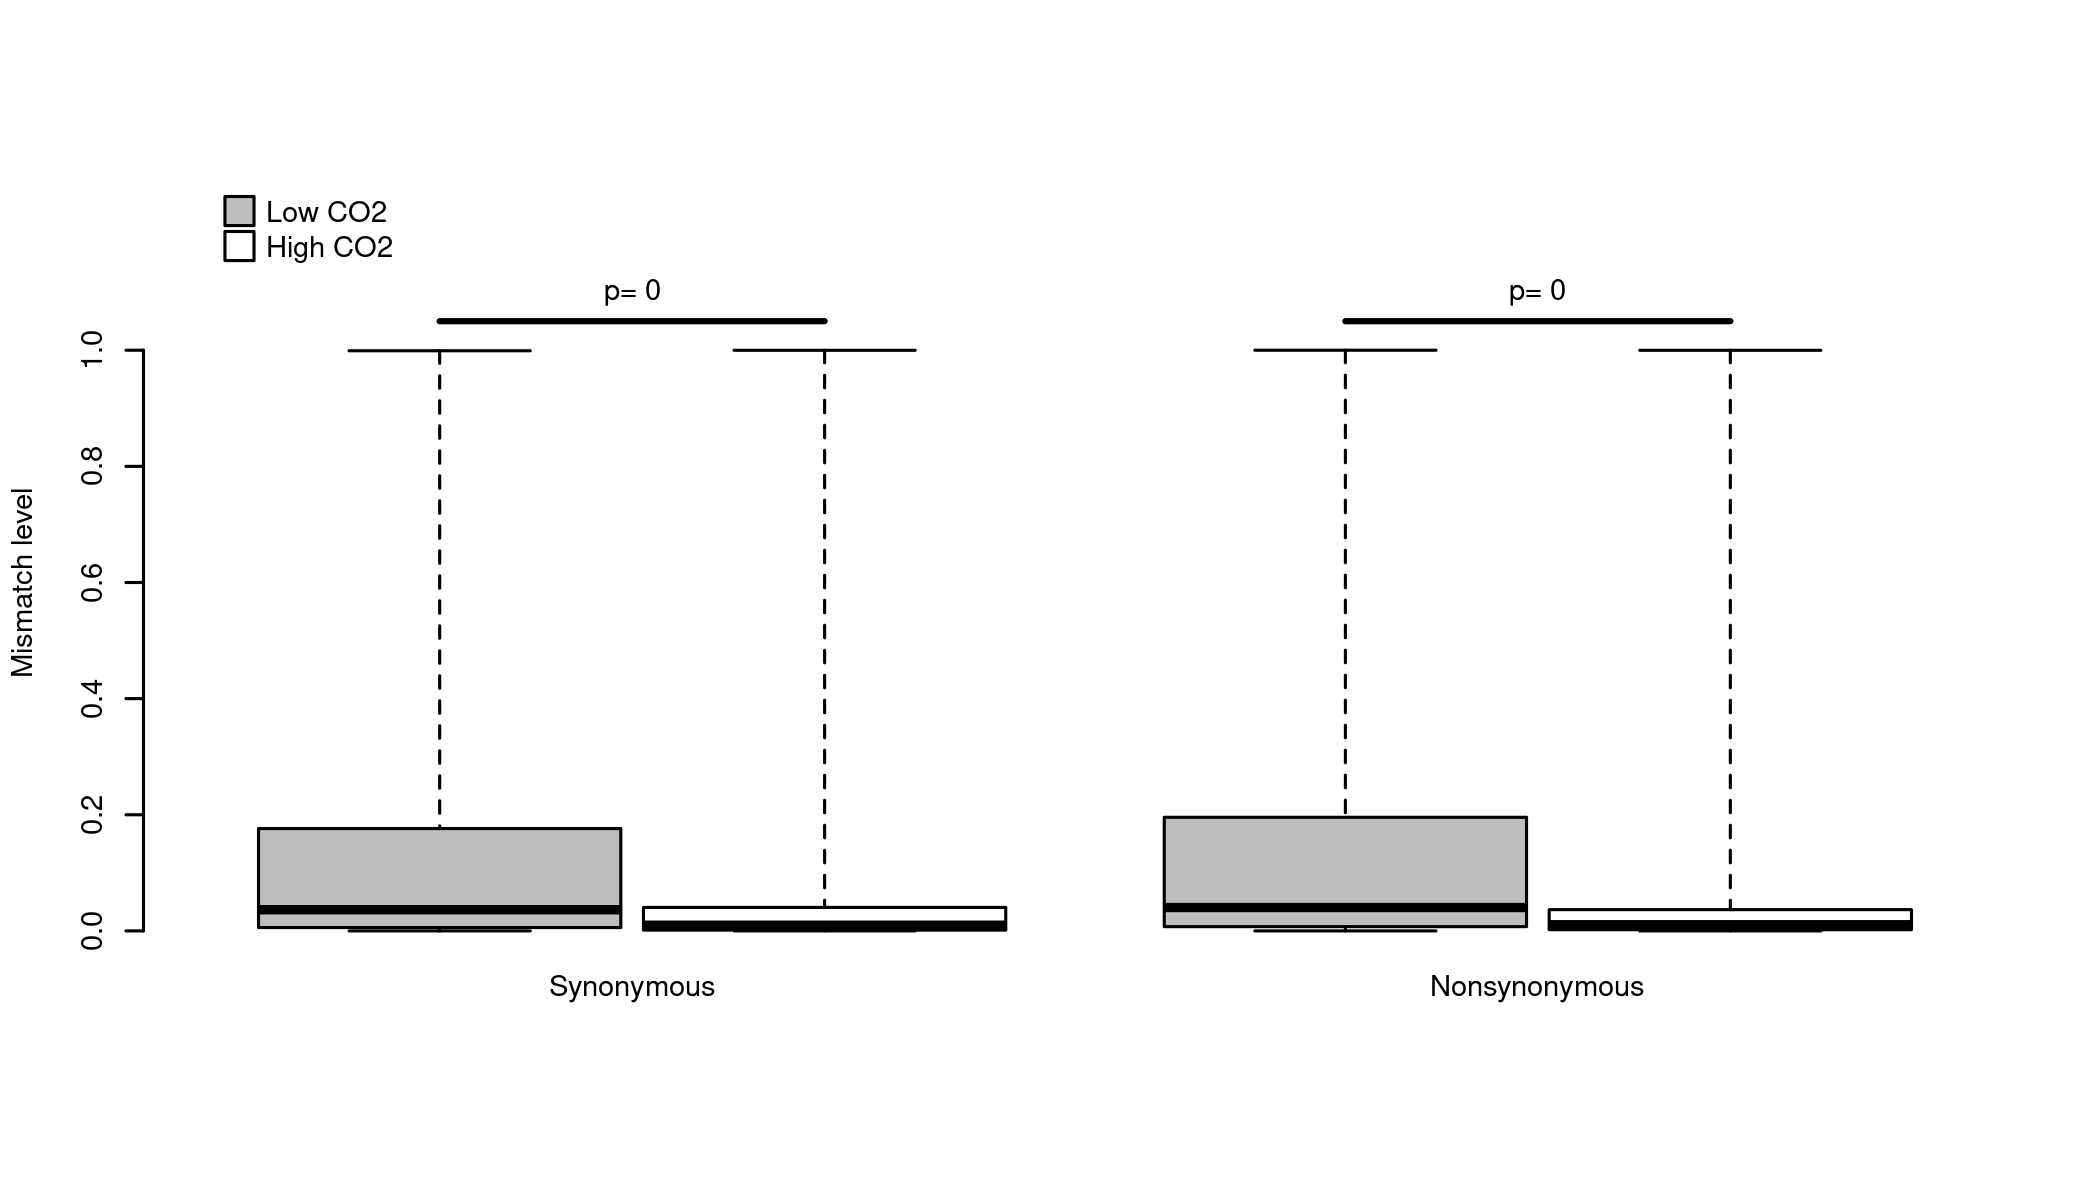 Low CO2
High CO2
p= 0
p= 0
1.0
0.8
0.6
0.4
0.2
0.0
Mismatch level
Synonymous
Nonsynonymous